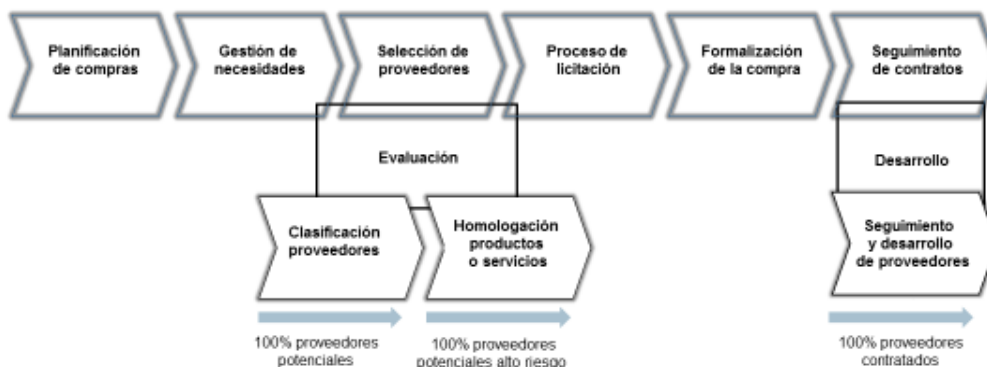 Planificación
de compras
Gestión de
necesidades
Selección de
proveedores
Proceso de
licitación
Formalización
de la compra
Seguimiento
de contratos
Evaluación
Desarrollo
Clasificación
proveedores
Homologación
productos
o servicios
Seguimiento
y desarrollo
de proveedores
100% proveedores
potenciales
100% proveedores
potenciales alto riesgo
100% proveedores
contratados